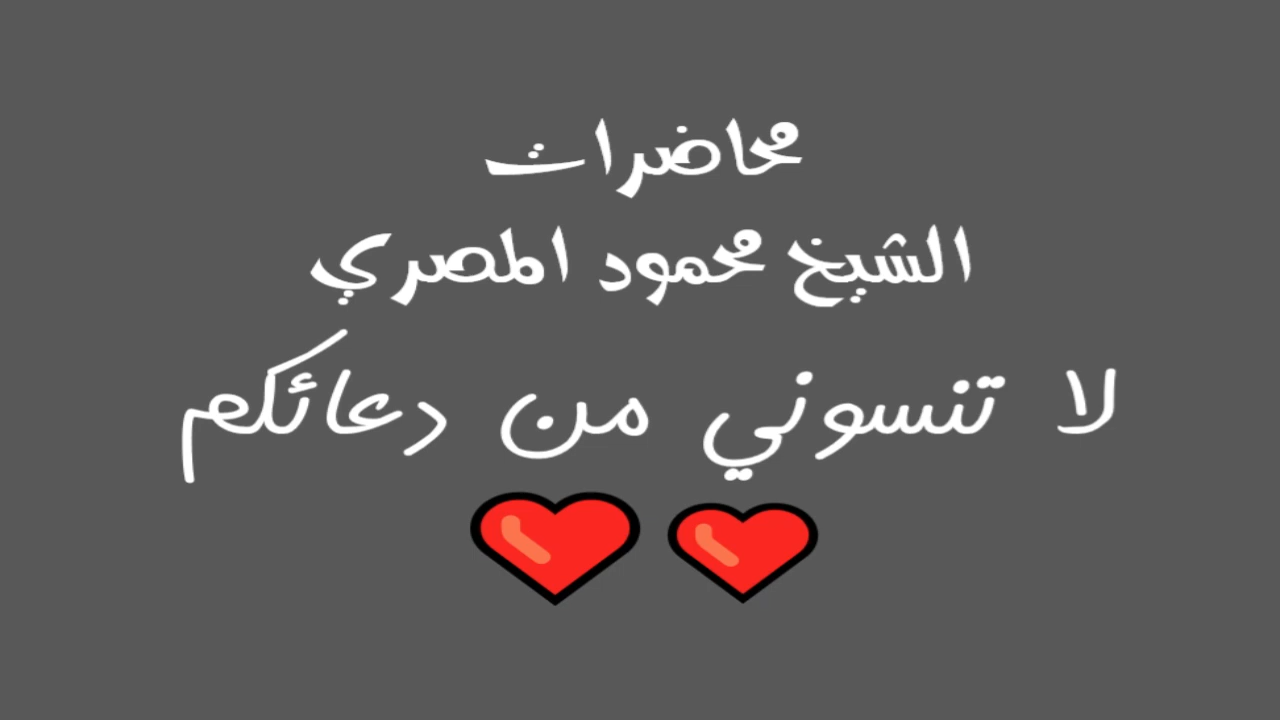 محاضرات
الشيخ محمود المصري
لا تنسوني من دعائكم